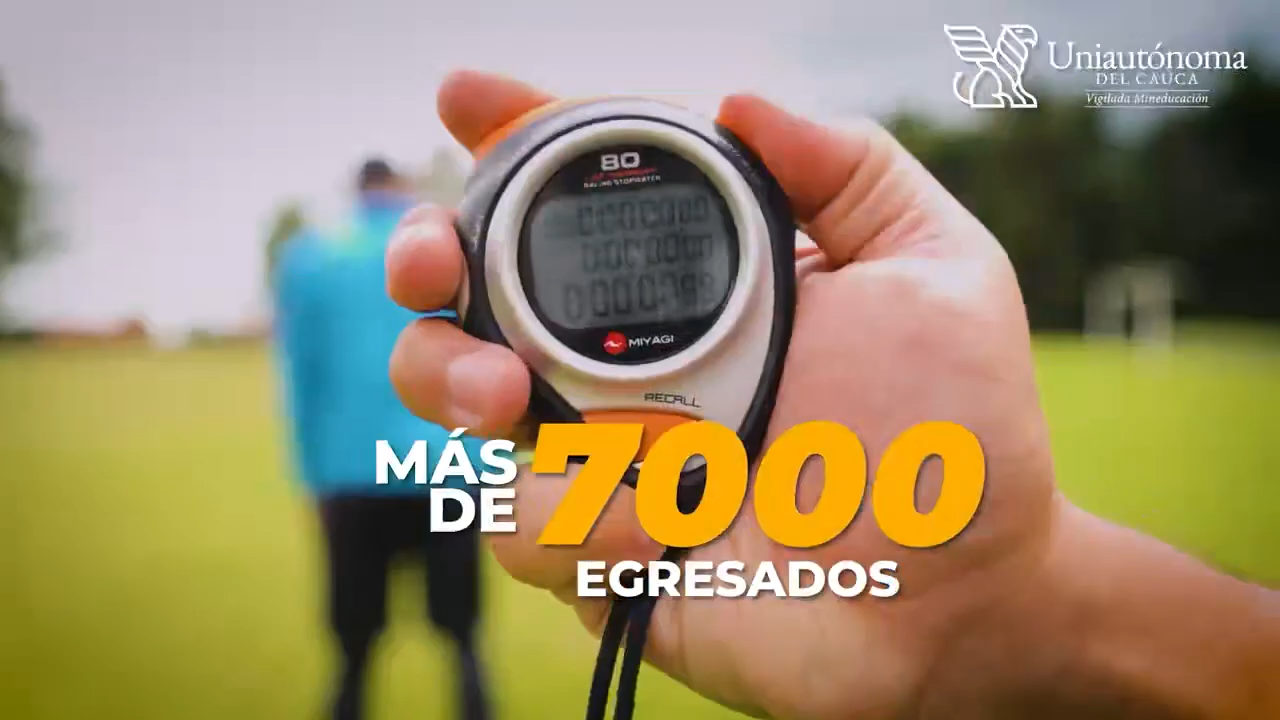 Uniautónoma
DEL CAUCA
Vigilada Mineducación
80
MIYAGI
RECALL
MÁS
DE 7000
EGRESADOS